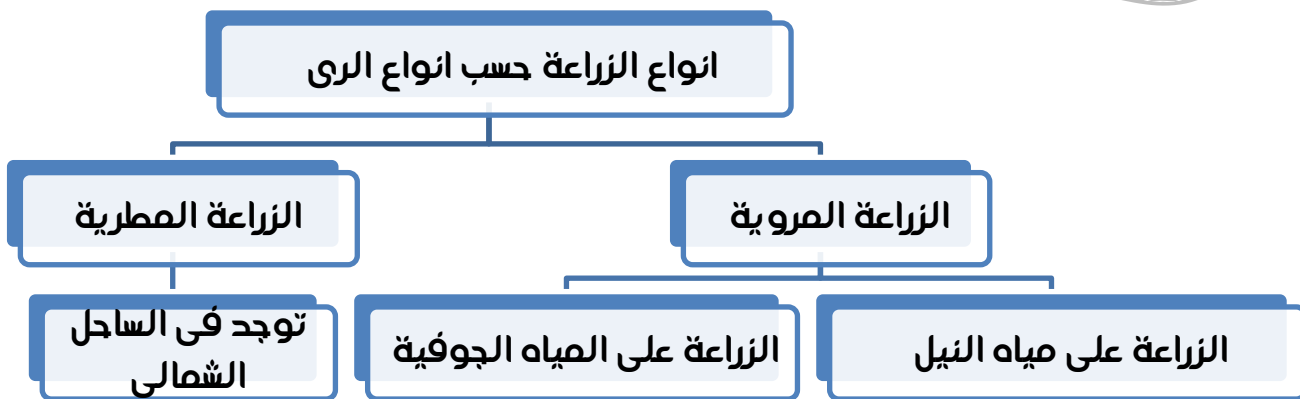 انواع الزراعة حسب انواع الرى
الزراعة المروية
الزراعة المطرية
الزراعة على مياه النيل
الزراعة على المياه الجوفية
توجد فى الساحل
الشمالى